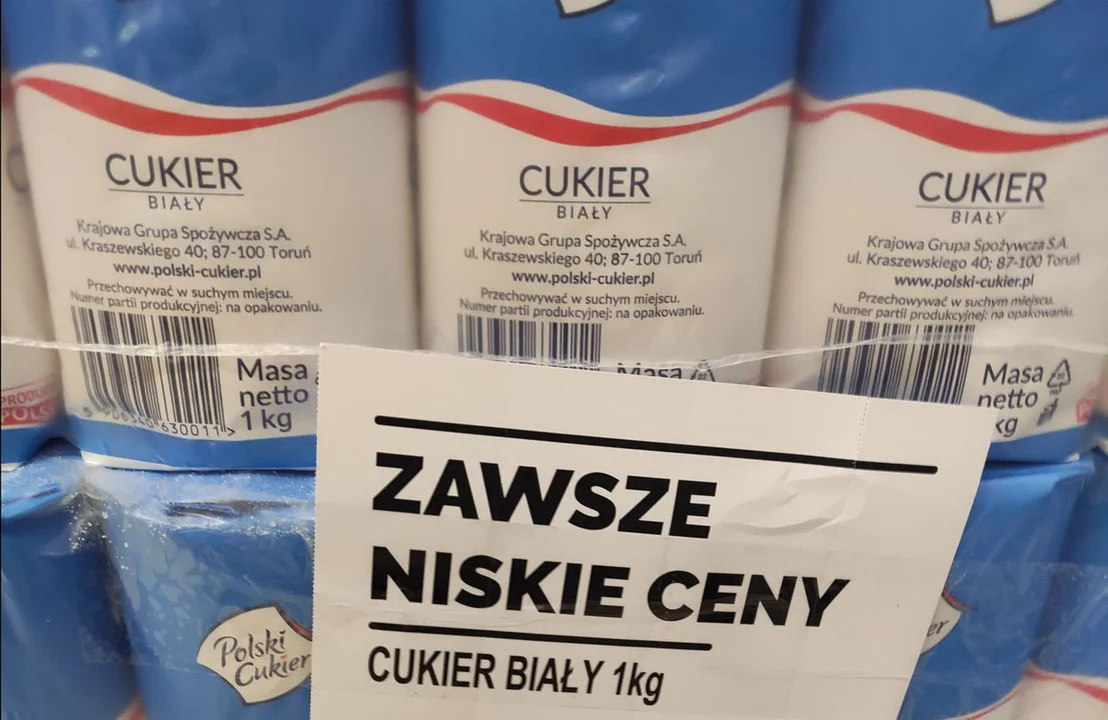 CUKIER
BIAŁY
Krajowa Grupa Spożywcza S.A.
ul. Kraszewskiego 40; 87-100 Toruń
www.polski-cukier.pl
Przechowywać w suchym miejscu.
Numer partii produkcyjnej: na opakowaniu.
Masa
netto
1 kg
CUKIER
BIAŁY
Krajowa Grupa Spożywcza S.A.
ul. Kraszewskiego 40; 87-100 Toruń
www.polski-cukier.pl
Przechowywać w suchym miejscu.
Numer partii produkcyjnej: na opakowaniu.
Masa
CUKIER
BIAŁY
Krajowa Grupa Spożywcza S.A.
ul. Kraszewskiego 40; 87-100 Toruń
www.polski-cukier.pl
Przechowywać w suchym miejscu.
Numer partii produkcyjnej: na opakowaniu.
Masa
netto
kg
ZAWSZE
NISKIE CENY
CUKIER BIAŁY 1kg
Polski
Cukier